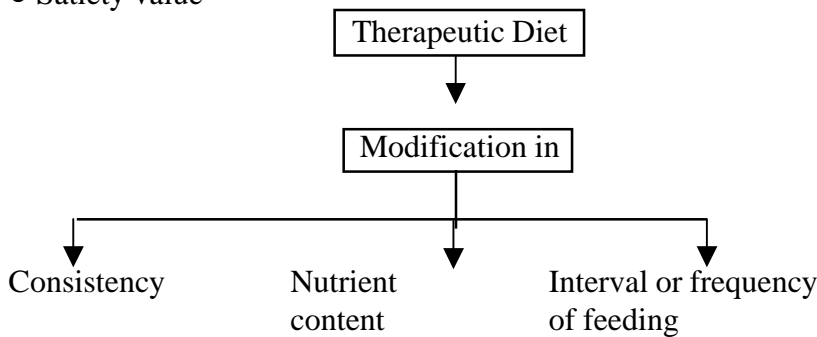 Satiety value
Therapeutic Diet
Modification in
Consistency
Nutrient
content
Interval or frequency
of feeding